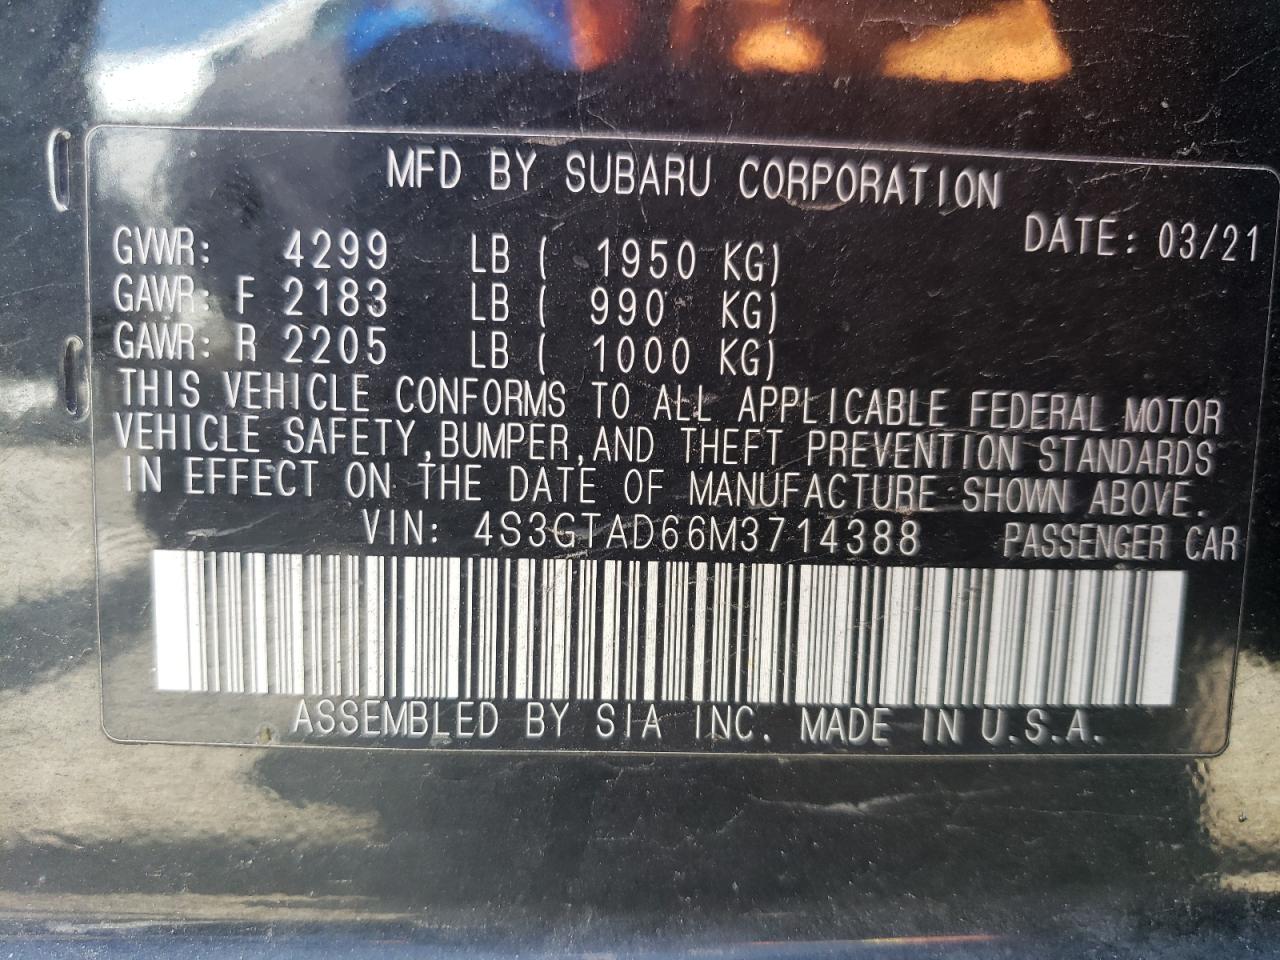 MFD BY SUBARU CORPORATION
DATE: 03/21
GVWR: 4299 LB ( 1950 KG)
GAWR: F 2183 LB ( 990 KG)
GAWR: R 2205 LB ( 1000 KG)
THIS VEHICLE CONFORMS TO ALL APPLICABLE FEDERAL MOTOR
VEHICLE SAFETY,BUMPER,AND THEFT PREVENTION STANDARDS
IN EFFECT ON THE DATE OF MANUFACTURE SHOWN ABOVE.
VIN: 4S3GTAD66M3714388 PASSENGER CAR
ASSEMBLED BY SIA INC. MADE IN U.S.A.